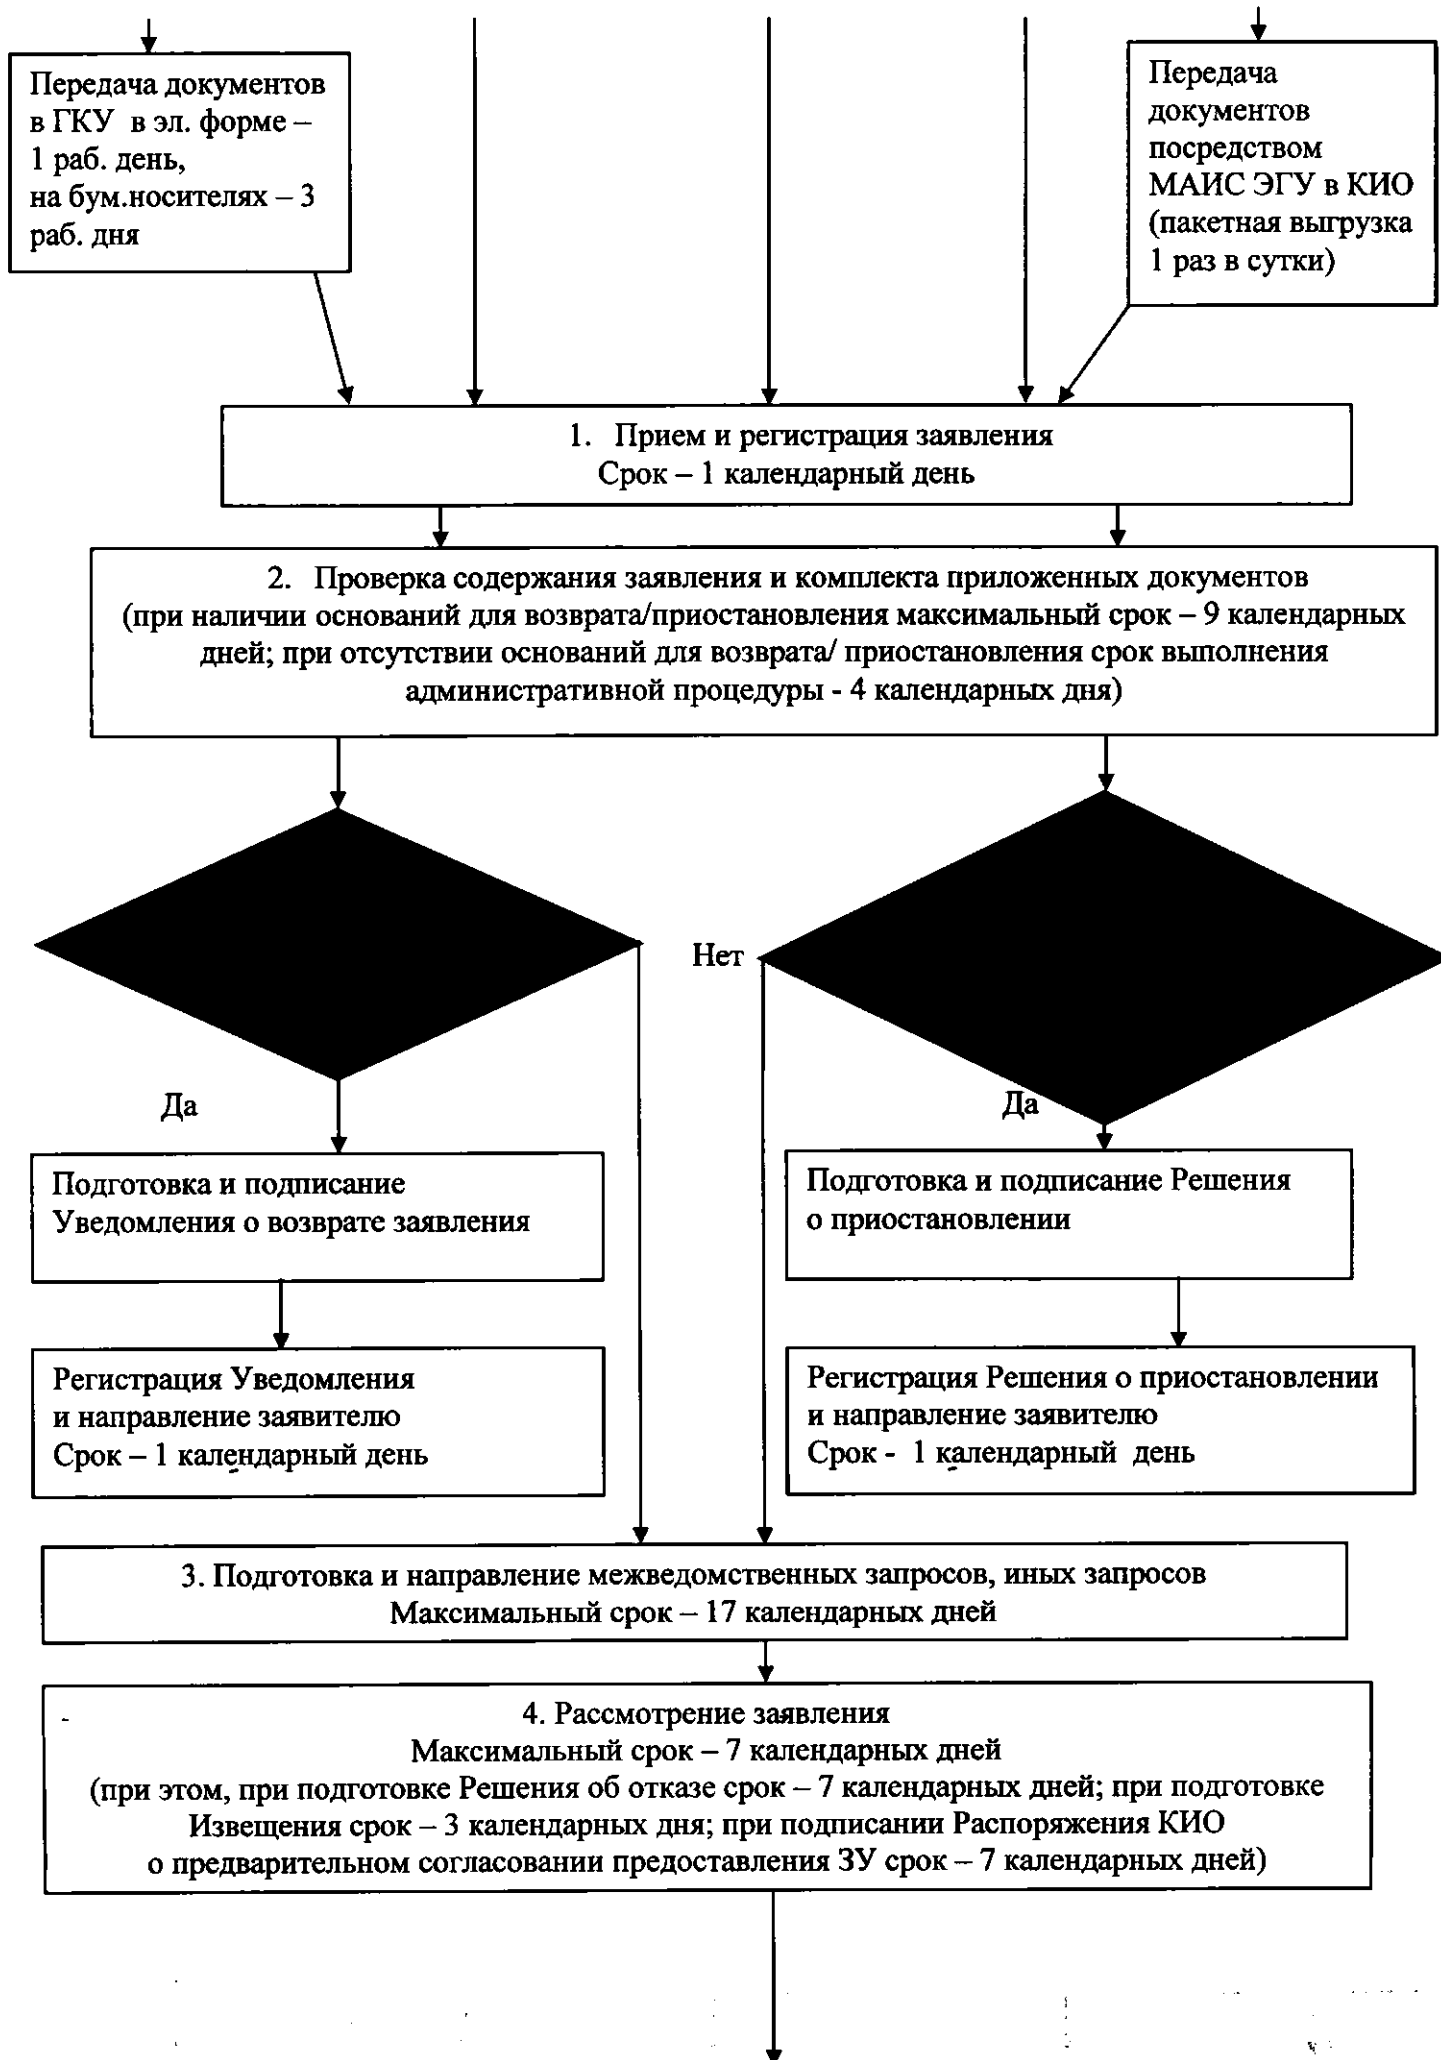 Передача документов
в ГКУ в эл. форме –
1 раб. день,
на бум.носителях – 3
раб. дня
Передача
документов
посредством
МАИС ЭГУ в КИО
(пакетная выгрузка
1 раз в сутки)
1. Прием и регистрация заявления
Срок – 1 календарный день
2. Проверка содержания заявления и комплекта приложенных документов
(при наличии оснований для возврата/приостановления максимальный срок – 9 календарных
дней; при отсутствии оснований для возврата/ приостановления срок выполнения
административной процедуры - 4 календарных дня)
Нет
Да
Да
Подготовка и подписание
Уведомления о возврате заявления
Подготовка и подписание Решения
о приостановлении
Регистрация Уведомления
и направление заявителю
Срок – 1 календарный день
Регистрация Решения о приостановлении
и направление заявителю
Срок - 1 календарный день
3. Подготовка и направление межведомственных запросов, иных запросов
Максимальный срок – 17 календарных дней
4. Рассмотрение заявления
Максимальный срок – 7 календарных дней
(при этом, при подготовке Решения об отказе срок – 7 календарных дней; при подготовке
Извещения срок – 3 календарных дня; при подписании Распоряжения КИО
о предварительном согласовании предоставления ЗУ срок – 7 календарных дней)